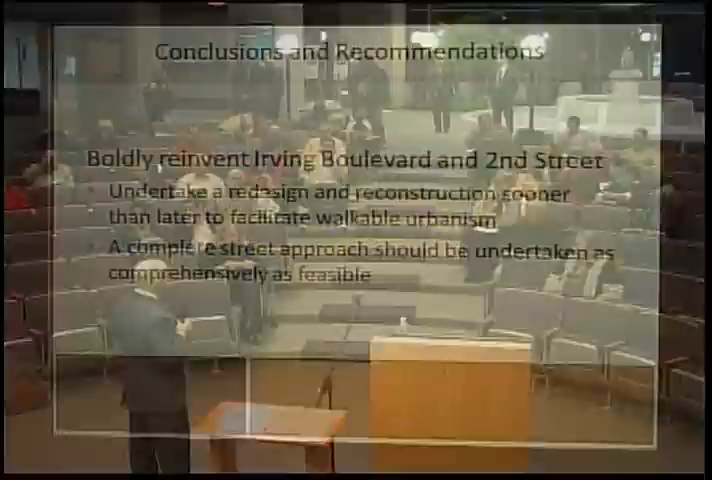 Conclusions and Recommendations
Boldly reinvent Irving Boulevard and 2nd Street
Undertake a redesign and reconstruction sooner
than later to facilitate walkable urbanism
A complete street approach should be undertaken as
comprehensively as feasible